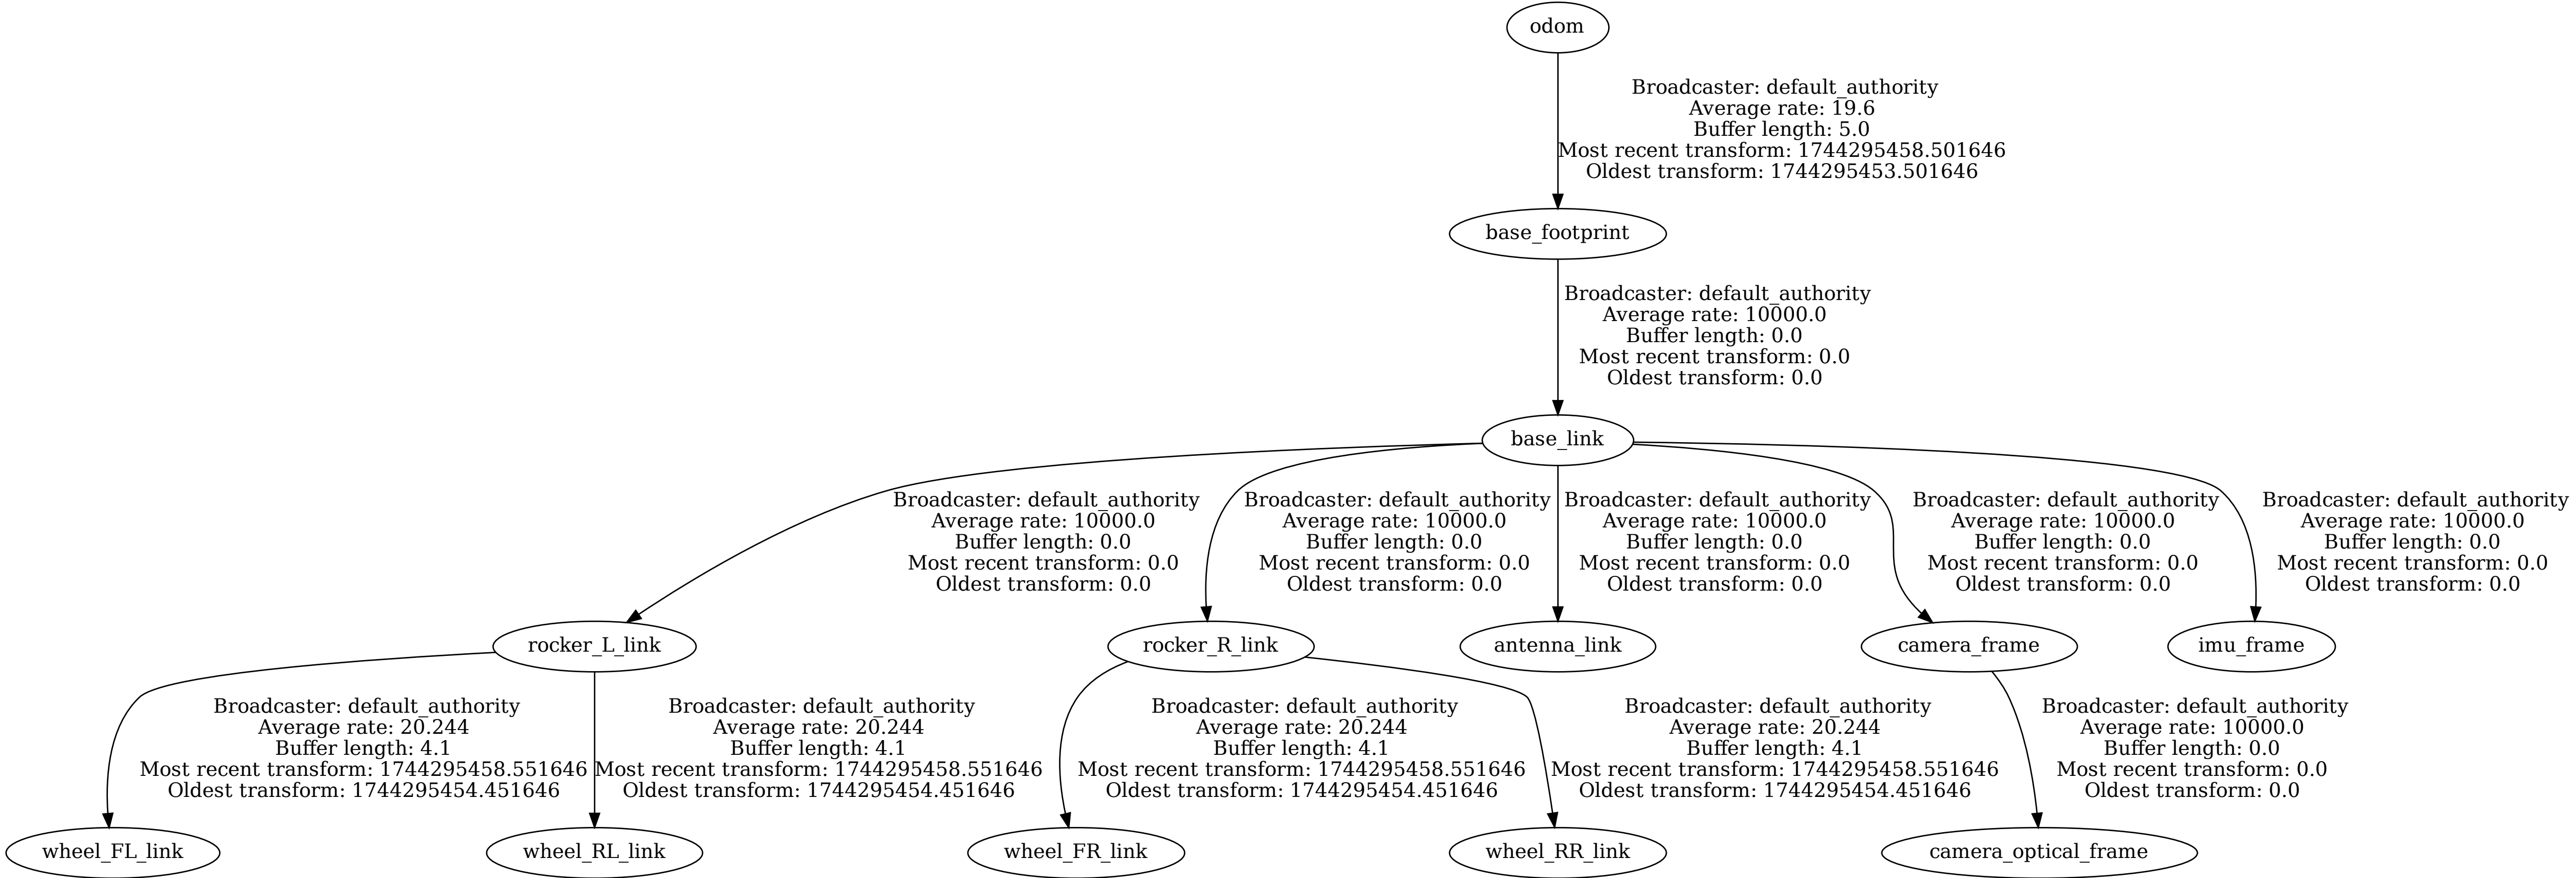 odom
Broadcaster: default_authority
Average rate: 19.6
Buffer length: 5.0
Most recent transform: 1744295458.501646
Oldest transform: 1744295453.501646
base_footprint
Broadcaster: default_authority
Average rate: 10000.0
Buffer length: 0.0
Most recent transform: 0.0
Oldest transform: 0.0
base_link
Broadcaster: default_authority
Average rate: 10000.0
Buffer length: 0.0
Most recent transform: 0.0
Oldest transform: 0.0
Broadcaster: default_authority
Average rate: 10000.0
Buffer length: 0.0
Most recent transform: 0.0
Oldest transform: 0.0
Broadcaster: default_authority
Average rate: 10000.0
Buffer length: 0.0
Most recent transform: 0.0
Oldest transform: 0.0
Broadcaster: default_authority
Average rate: 10000.0
Buffer length: 0.0
Most recent transform: 0.0
Oldest transform: 0.0
Broadcaster: default_authority
Average rate: 10000.0
Buffer length: 0.0
Most recent transform: 0.0
Oldest transform: 0.0
rocker_L_link
rocker_R_link
antenna_link
camera_frame
imu_frame
Broadcaster: default_authority
Average rate: 20.244
Buffer length: 4.1
Most recent transform: 1744295458.551646
Oldest transform: 1744295454.451646
Broadcaster: default_authority
Average rate: 20.244
Buffer length: 4.1
Most recent transform: 1744295458.551646
Oldest transform: 1744295454.451646
Broadcaster: default_authority
Average rate: 20.244
Buffer length: 4.1
Most recent transform: 1744295458.551646
Oldest transform: 1744295454.451646
Broadcaster: default_authority
Average rate: 20.244
Buffer length: 4.1
Most recent transform: 1744295458.551646
Oldest transform: 1744295454.451646
Broadcaster: default_authority
Average rate: 10000.0
Buffer length: 0.0
Most recent transform: 0.0
Oldest transform: 0.0
wheel_FL_link
wheel_RL_link
wheel_FR_link
wheel_RR_link
camera_optical_frame